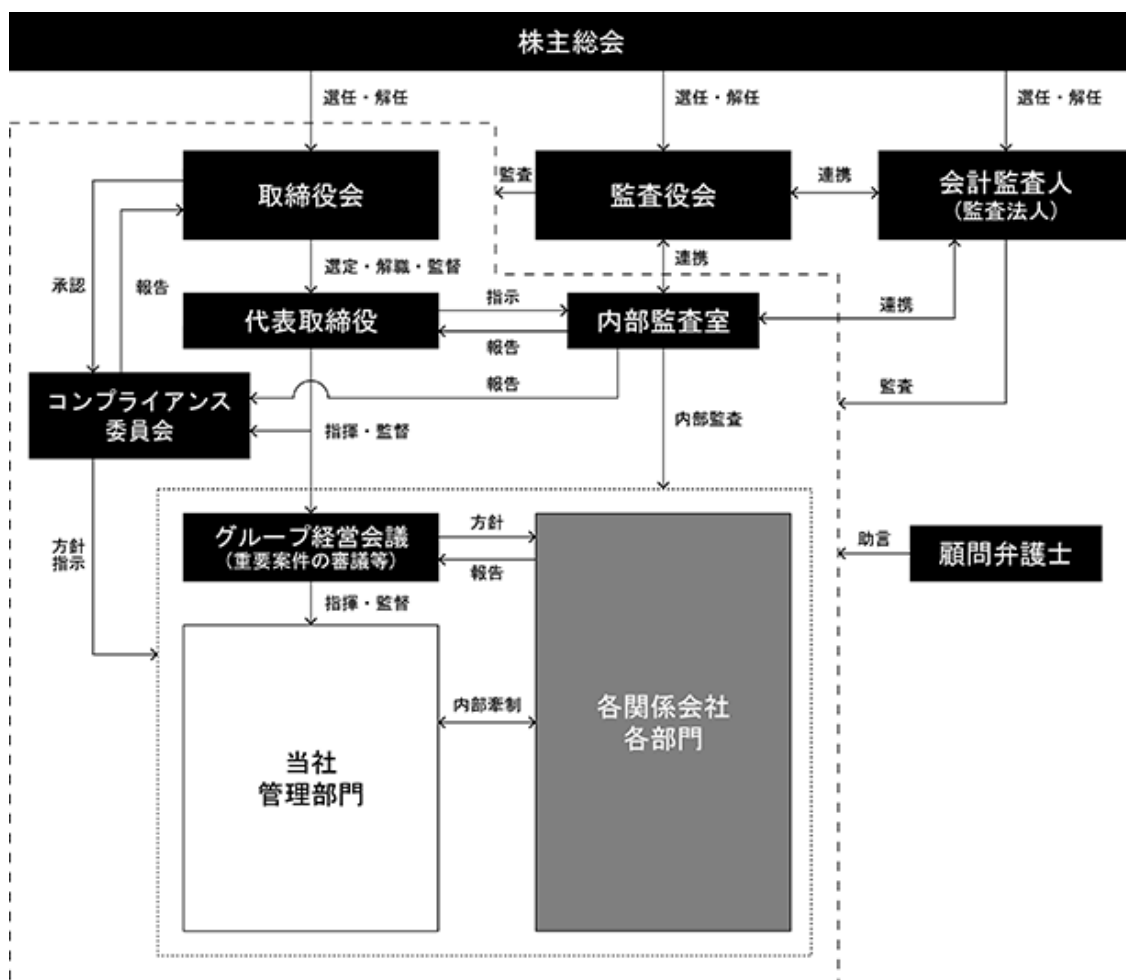 株主総会
選任・解任
選任・解任
選任・解任
取締役会
監査
監査役会
連携
会計監査人
(監査法人)
承認
報告
選定・解職・監督
連携
代表取締役
指示
報告
内部監査室
連携
コンプライアンス
委員会
報告
監査
指揮・監督
内部監査
方針
指示
グループ経営会議
(重要案件の審議等)
方針
報告
助言
顧問弁護士
指揮・監督
当社
管理部門
内部牽制
各関係会社
各部門